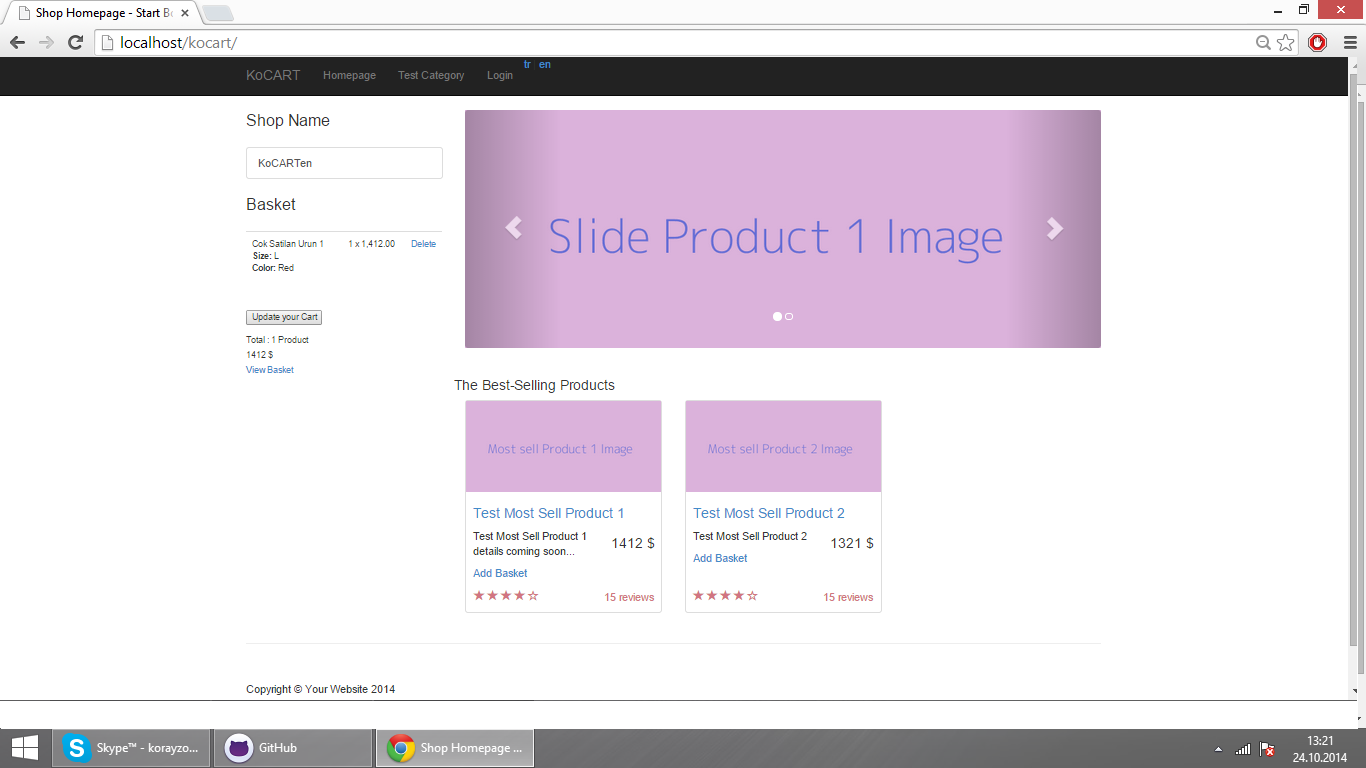 Shop Homepage - Start Bo
localhost/kocart/
KoCART Homepage Test Category Login tr en
Shop Name
KoCARTen
Basket
Cok Satilan Urun 1 1 x 1,412.00 Delete
Size: L
Color: Red
Update your Cart
Total : 1 Product
1412 $
View Basket
Slide Product 1 Image
The Best-Selling Products
Most sell Product 1 Image
Test Most Sell Product 1
Test Most Sell Product 1
details coming soon...
1412 $
Add Basket
15 reviews
Most sell Product 2 Image
Test Most Sell Product 2
Test Most Sell Product 2
1321 $
Add Basket
15 reviews
Copyright © Your Website 2014
Skype™ - korayzo...
GitHub
Shop Homepage ...
13:21
24.10.2014